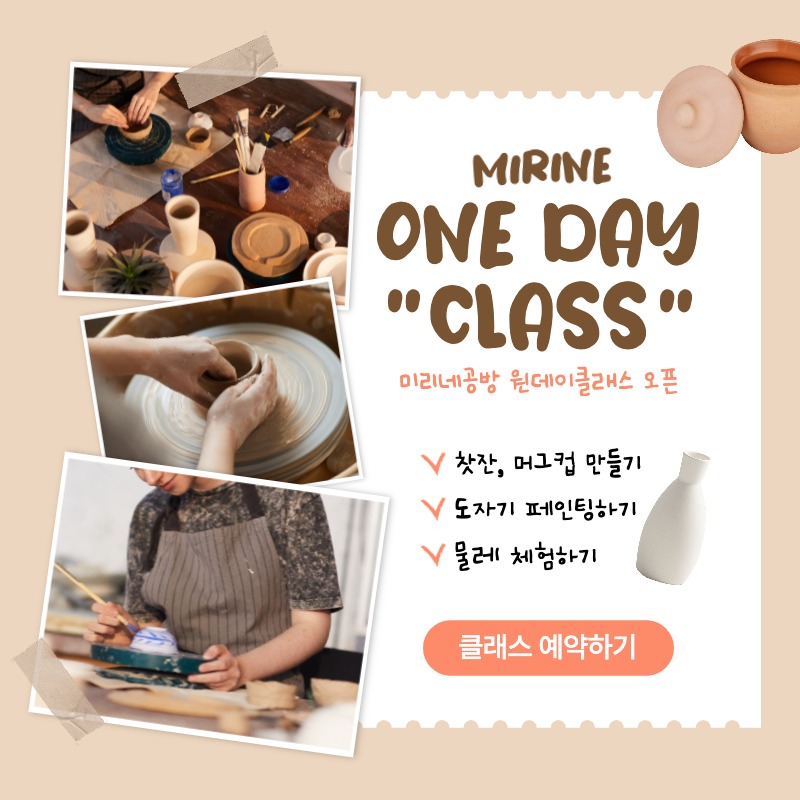 MIRINE
ONE DAY
"CLASS"
미리네공방 원데이클래스 오픈
찻잔, 머그컵 만들기
도자기 페인팅하기
물레 체험하기
클래스 예약하기